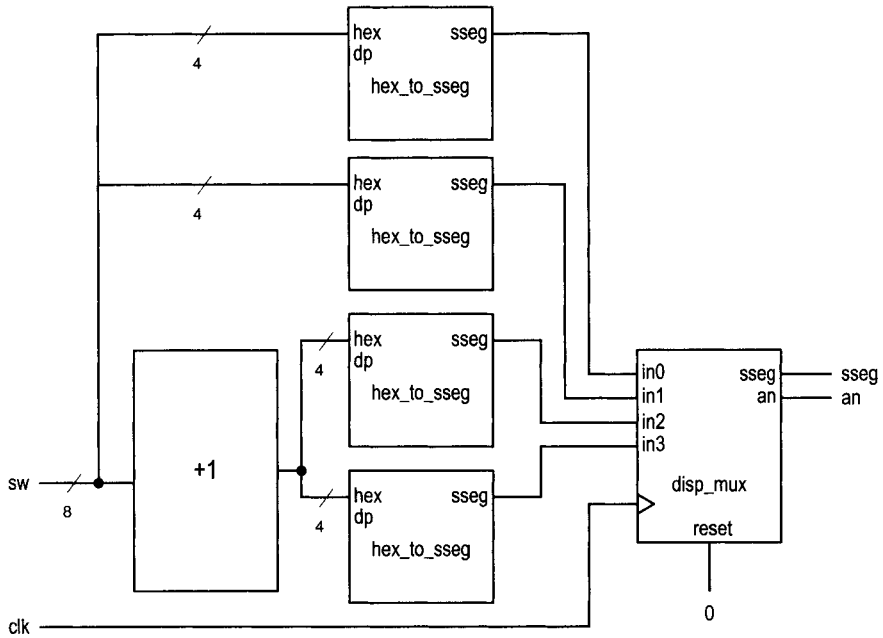 hex sseg
dp
hex_to_sseg
4
hex sseg
dp
hex_to_sseg
4
hex sseg
dp
hex_to_sseg
4
+1
in0 sseg sseg
in1 an an
in2
in3
disp_mux
reset
0
sw
8
hex sseg
dp
hex_to_sseg
4
clk